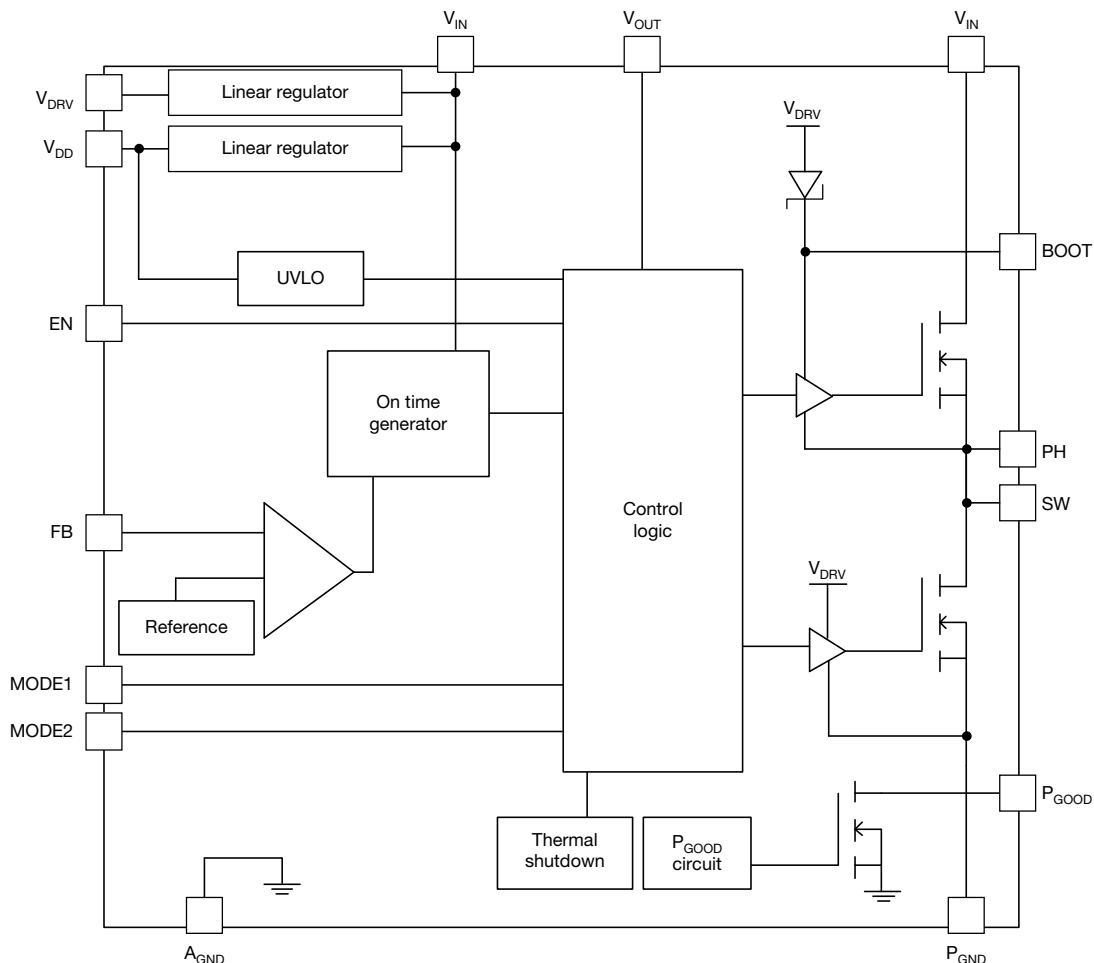 VIN
VOUT
VIN
VDRV
Linear regulator
VDRV
VDD
Linear regulator
BOOT
UVLO
EN
On time
generator
PH
SW
FB
Control
logic
VDRV
Reference
MODE1
MODE2
PGOOD
Thermal
shutdown
PGOOD
circuit
AGND
PGND